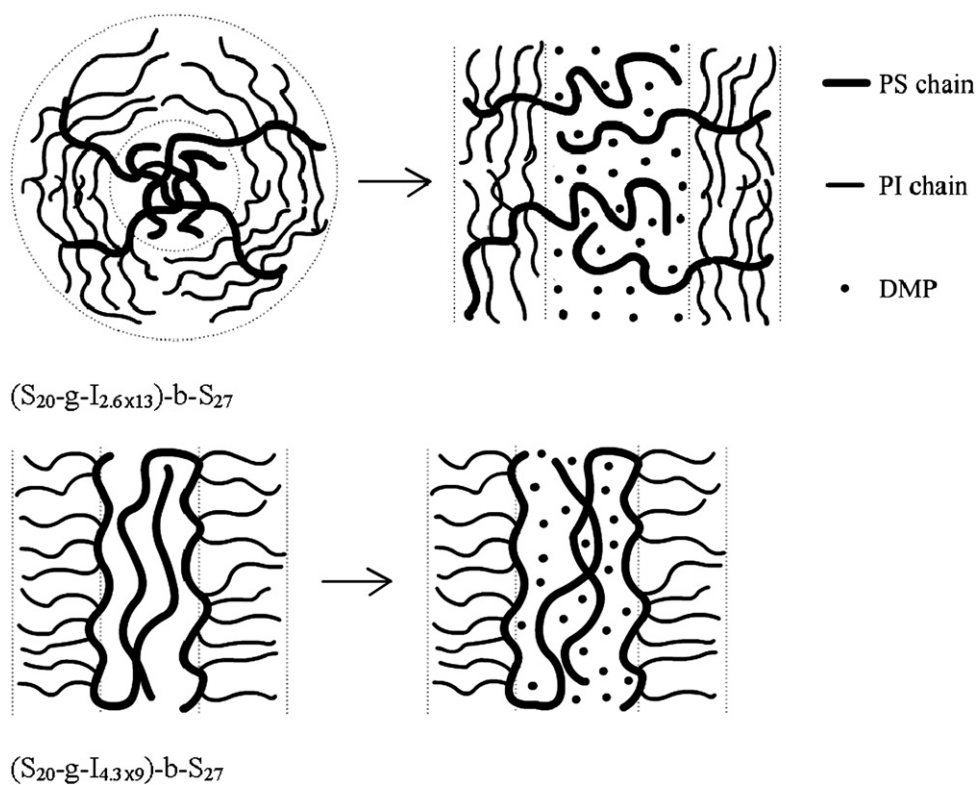 PS chain
PI chain
DMP
(S20-g-I2.6x13)-b-S27
(S20-g-I4.3x9)-b-S27